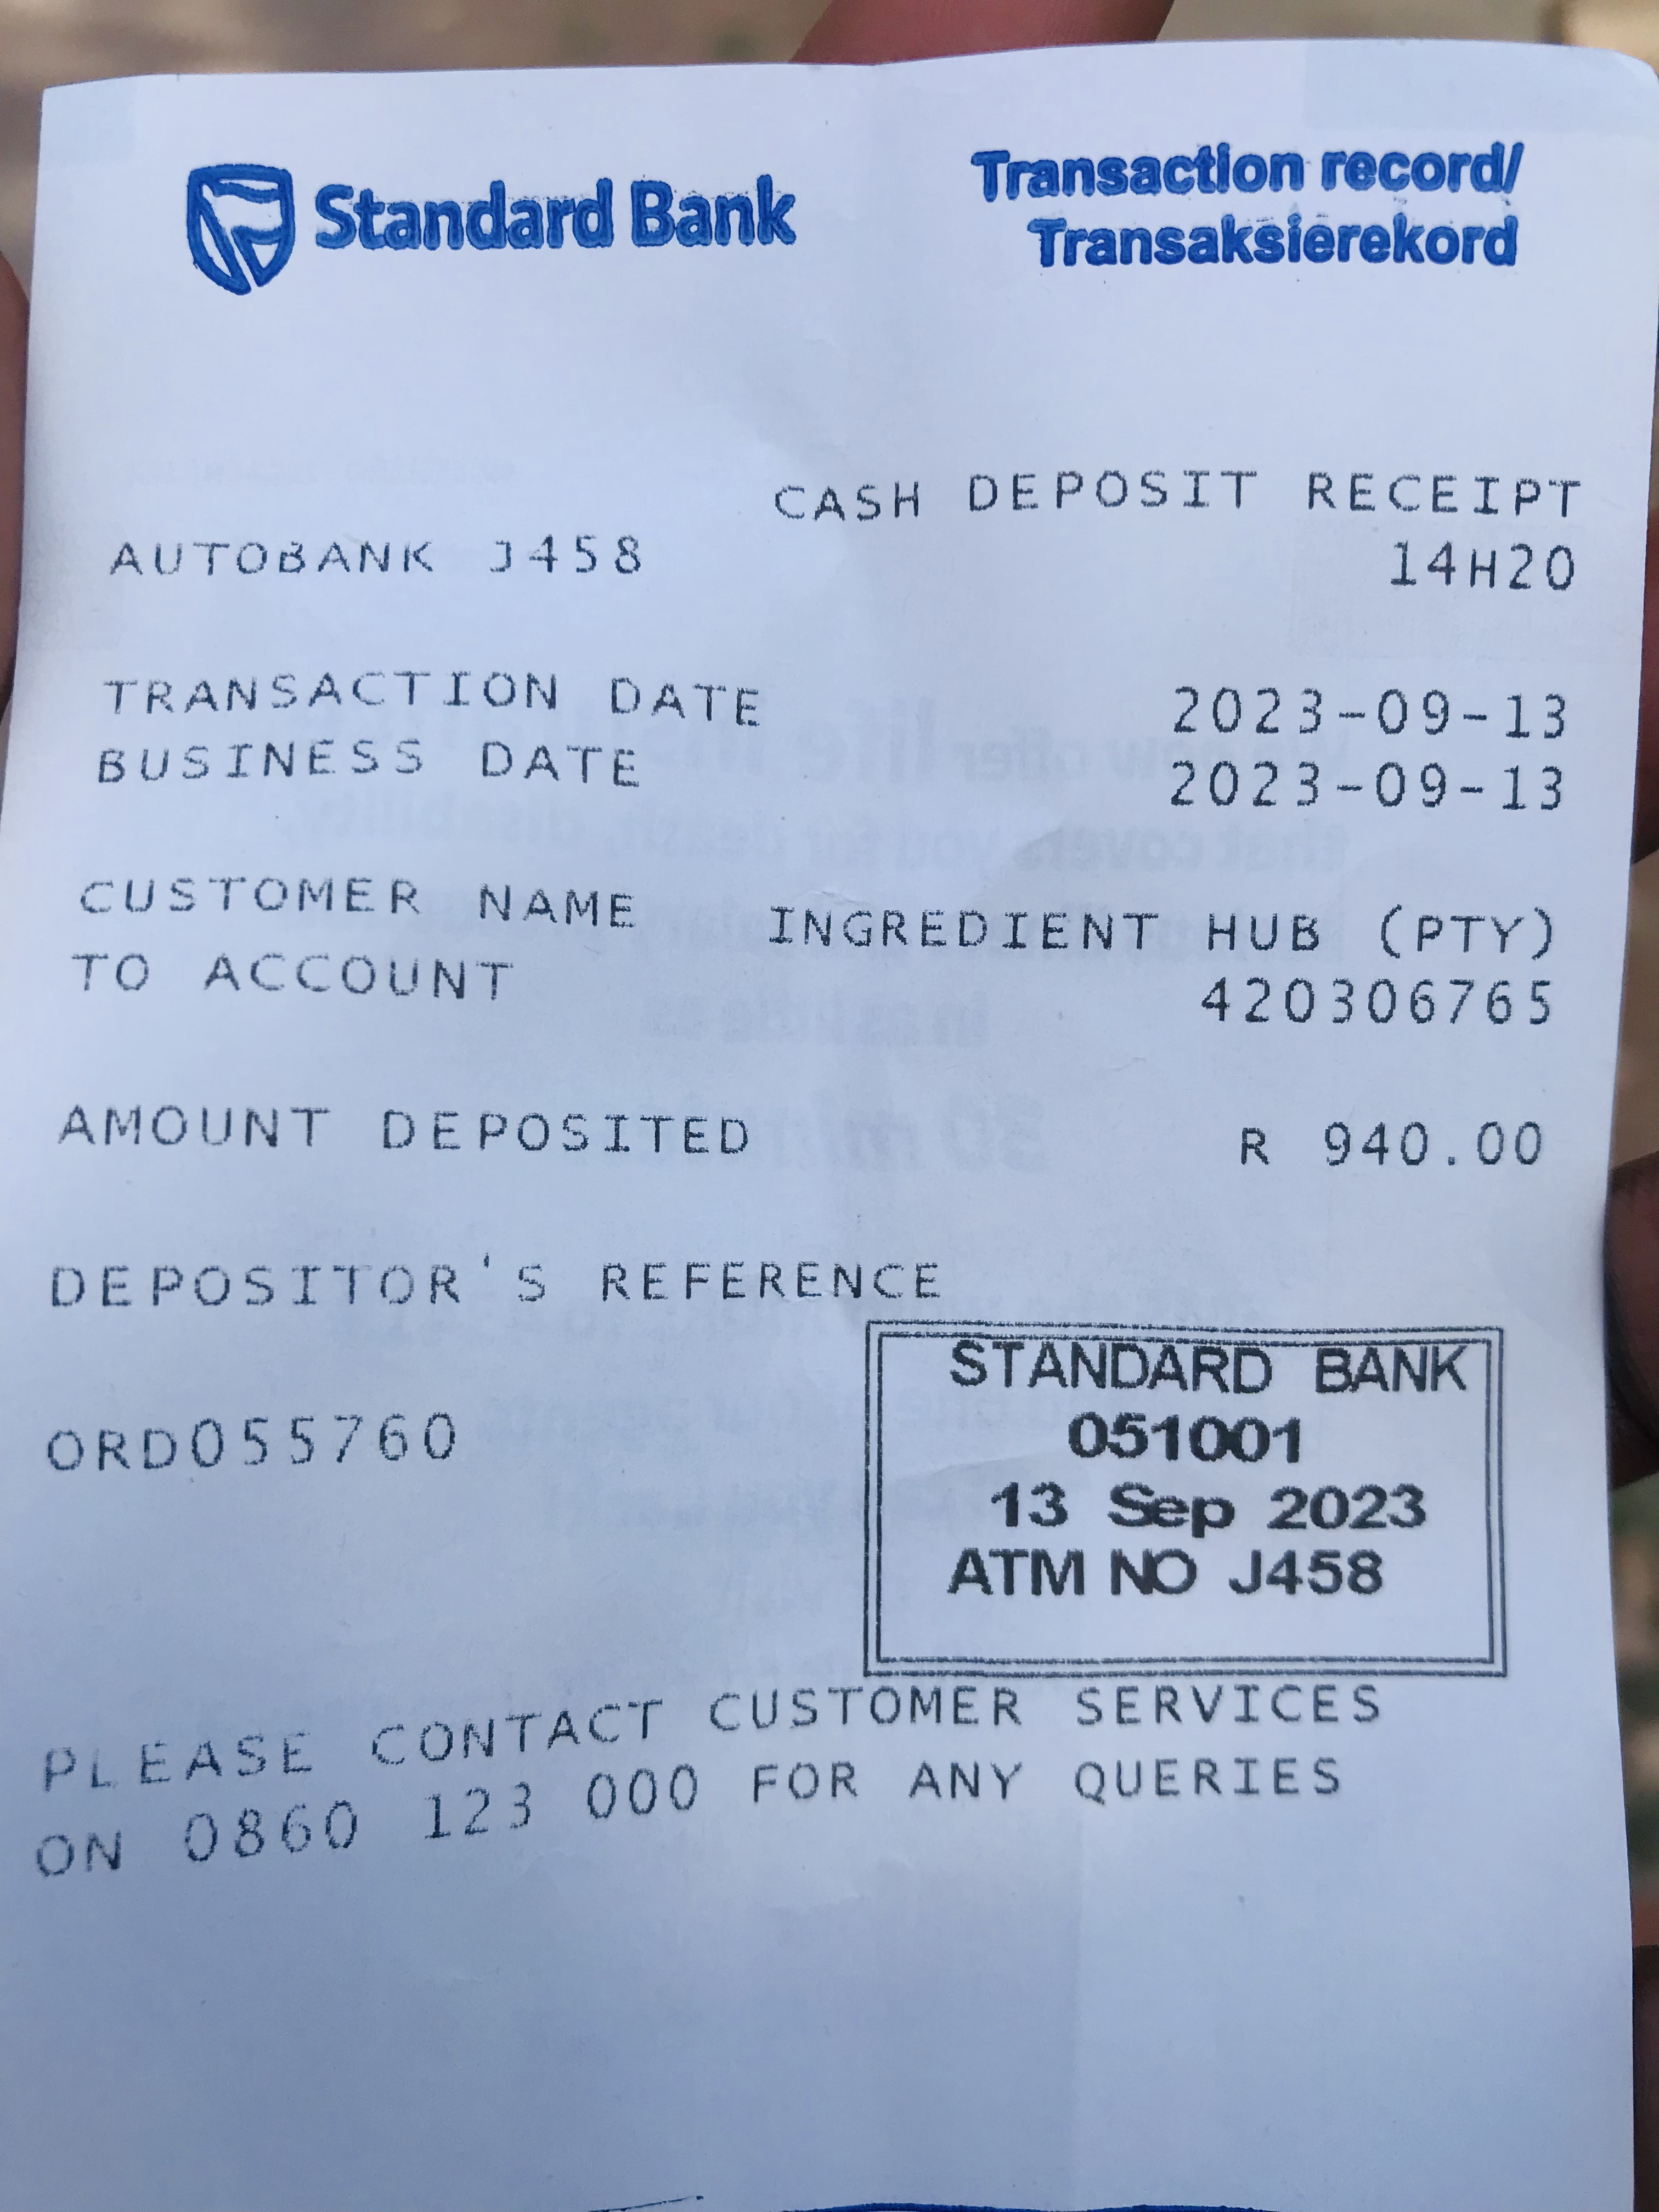 Standard Bank
Transaction record/
Transaksierekord
CASH DEPOSIT RECEIPT
AUTOBANK J458 14H20
TRANSACTION DATE 2023-09-13
BUSINESS DATE 2023-09-13
CUSTOMER NAME INGREDIENT HUB (PTY)
TO ACCOUNT 420306765
AMOUNT DEPOSITED R 940.00
DEPOSITOR'S REFERENCE
ORD055760
STANDARD BANK
051001
13 Sep 2023
ATM NO J458
PLEASE CONTACT CUSTOMER SERVICES
ON 0860 123 000 FOR ANY QUERIES